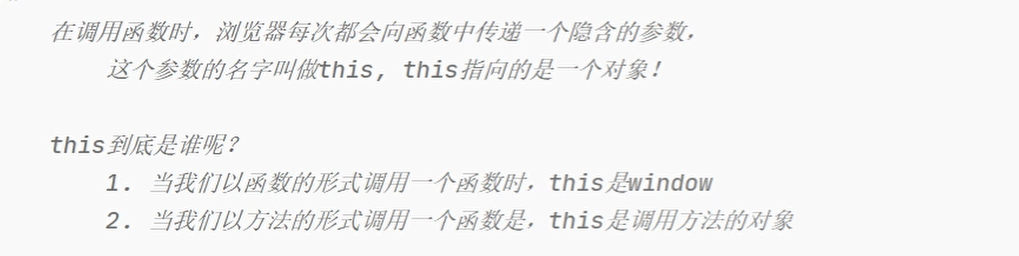 在调用函数时，浏览器每次都会向函数中传递一个隐含的参数，
这个参数的名字叫做this, this指向的是一个对象！
this到底是谁呢？
1. 当我们以函数的形式调用一个函数时，this是window
2. 当我们以方法的形式调用一个函数是，this是调用方法的对象